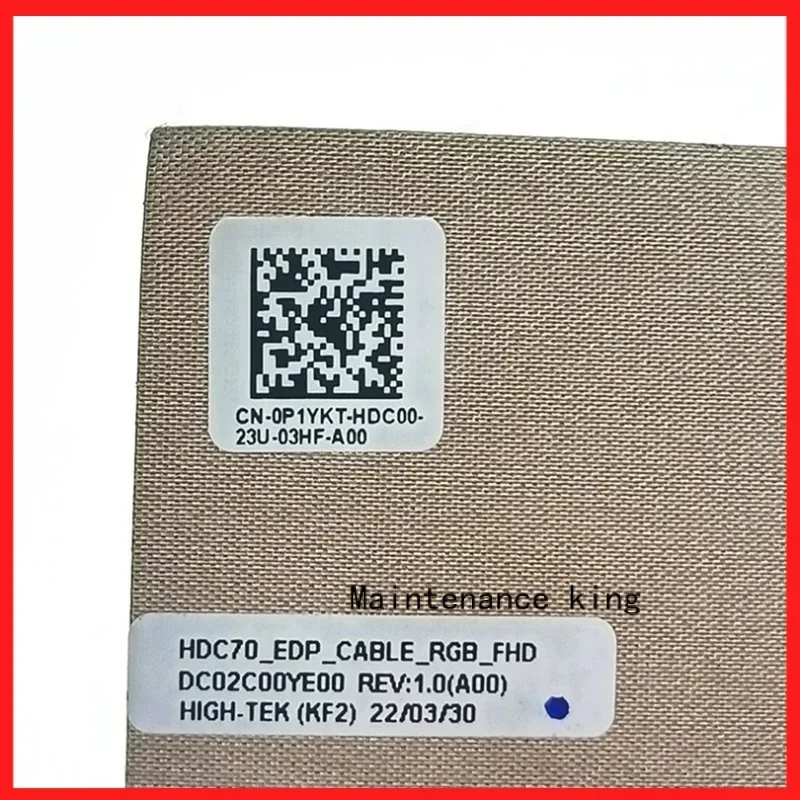 CN-0P1YKT-HDC00-
23U-03HF-A00
Maintenance king
HDC70_EDP_CABLE_RGB_FHD
DC02C00YE00 REV:1.0(A00)
HIGH-TEK (KF2) 22/03/30